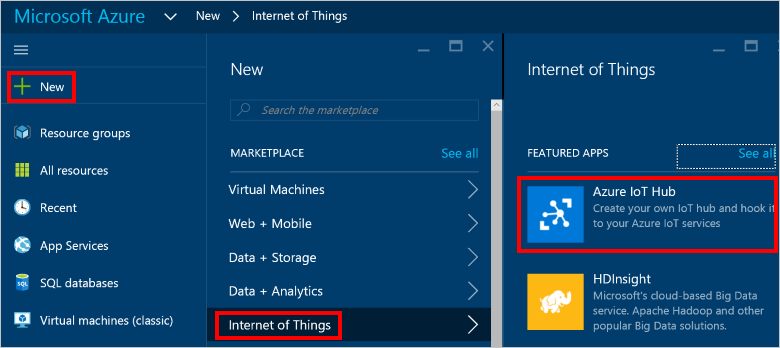 Microsoft Azure New Internet of Things
New
Resource groups
All resources
Recent
App Services
SQL databases
Virtual machines (classic)
New
Search the marketplace
MARKETPLACE See all
Virtual Machines
Web + Mobile
Data + Storage
Data + Analytics
Internet of Things
Internet of Things
FEATURED APPS See all
Azure IoT Hub
Create your own IoT hub and hook it
to your Azure IoT services
HDInsight
Microsoft's cloud-based Big Data
service. Apache Hadoop and other
popular Big Data solutions.